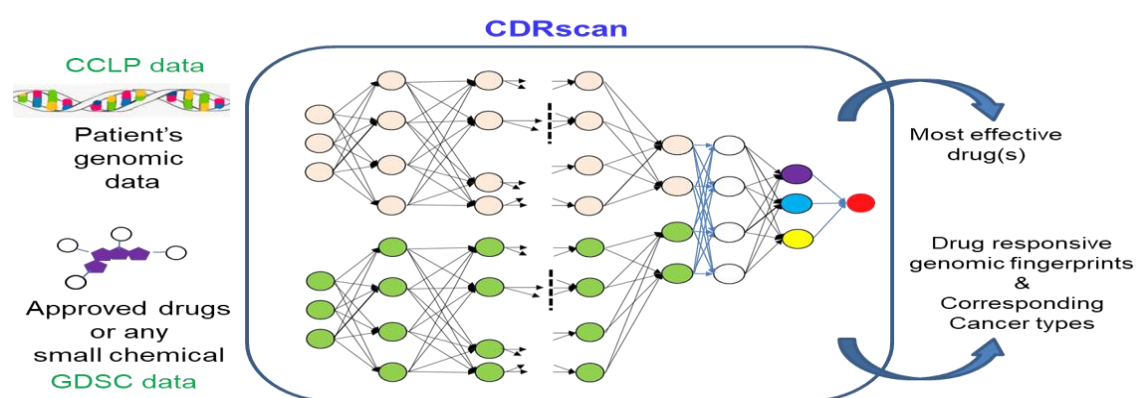 CDRscan
CCLP data
Patient's
genomic
data
Approved drugs
or any
small chemical
GDSC data
Most effective
drug(s)
Drug responsive
genomic fingerprints
&
Corresponding
Cancer types